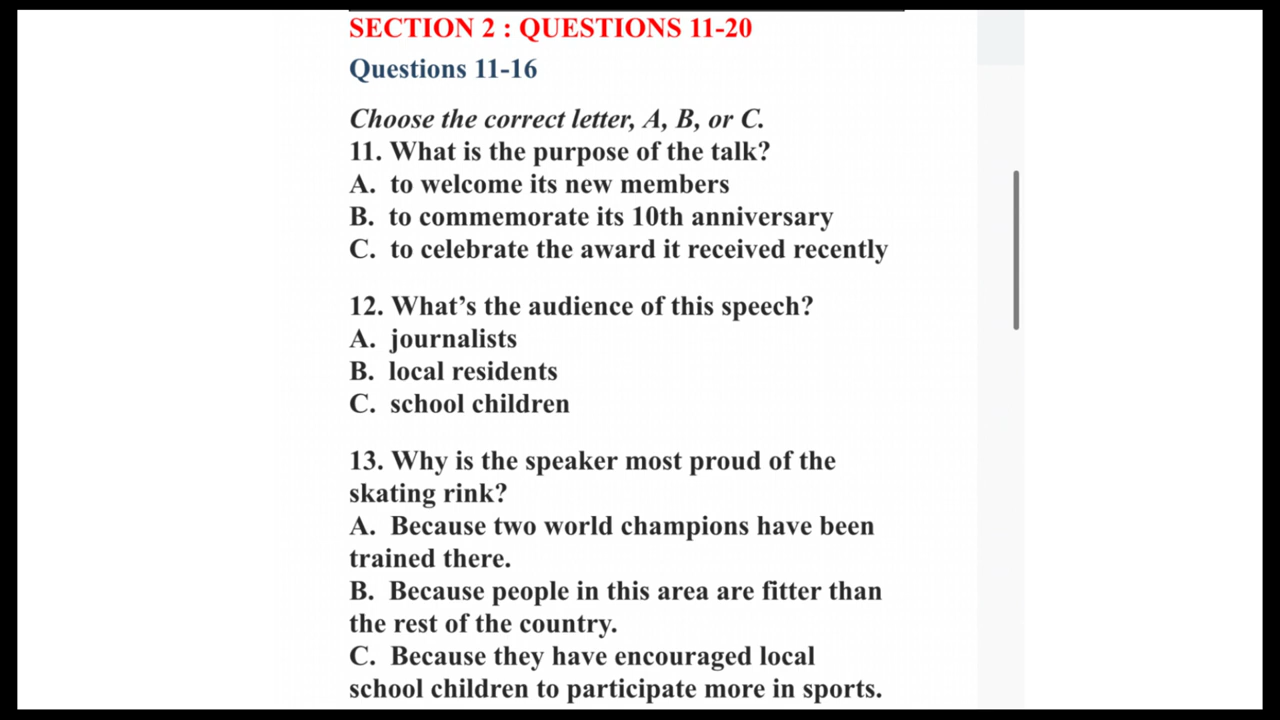 SECTION 2 : QUESTIONS 11-20
Questions 11-16
Choose the correct letter, A, B, or C.
11. What is the purpose of the talk?
A. to welcome its new members
B. to commemorate its 10th anniversary
C. to celebrate the award it received recently
12. What’s the audience of this speech?
A. journalists
B. local residents
C. school children
13. Why is the speaker most proud of the
skating rink?
A. Because two world champions have been
trained there.
B. Because people in this area are fitter than
the rest of the country.
C. Because they have encouraged local
school children to participate more in sports.